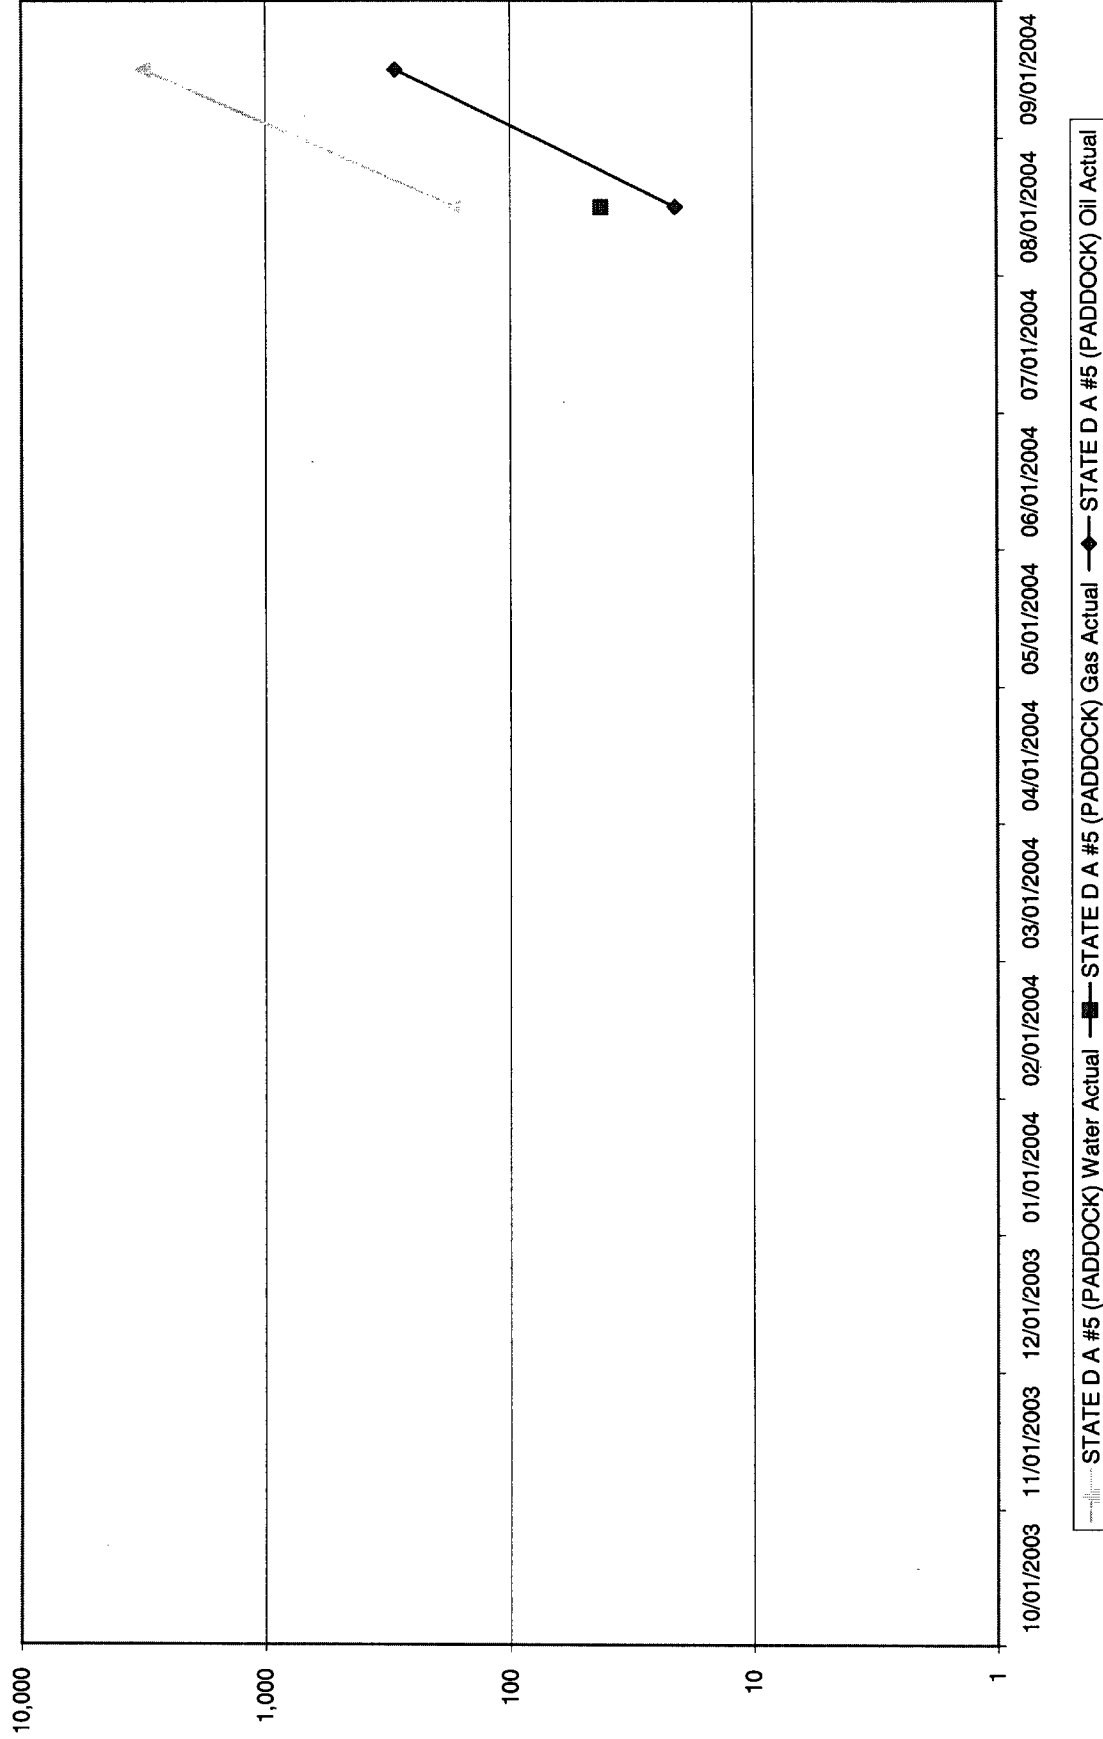 10,000
1,000
100
10
1
10/01/2003 11/01/2003 12/01/2003 01/01/2004 02/01/2004 03/01/2004 04/01/2004 05/01/2004 06/01/2004 07/01/2004 08/01/2004 09/01/2004
STATE D A #5 (PADDOCK) Water Actual STATE D A #5 (PADDOCK) Gas Actual STATE D A #5 (PADDOCK) Oil Actual